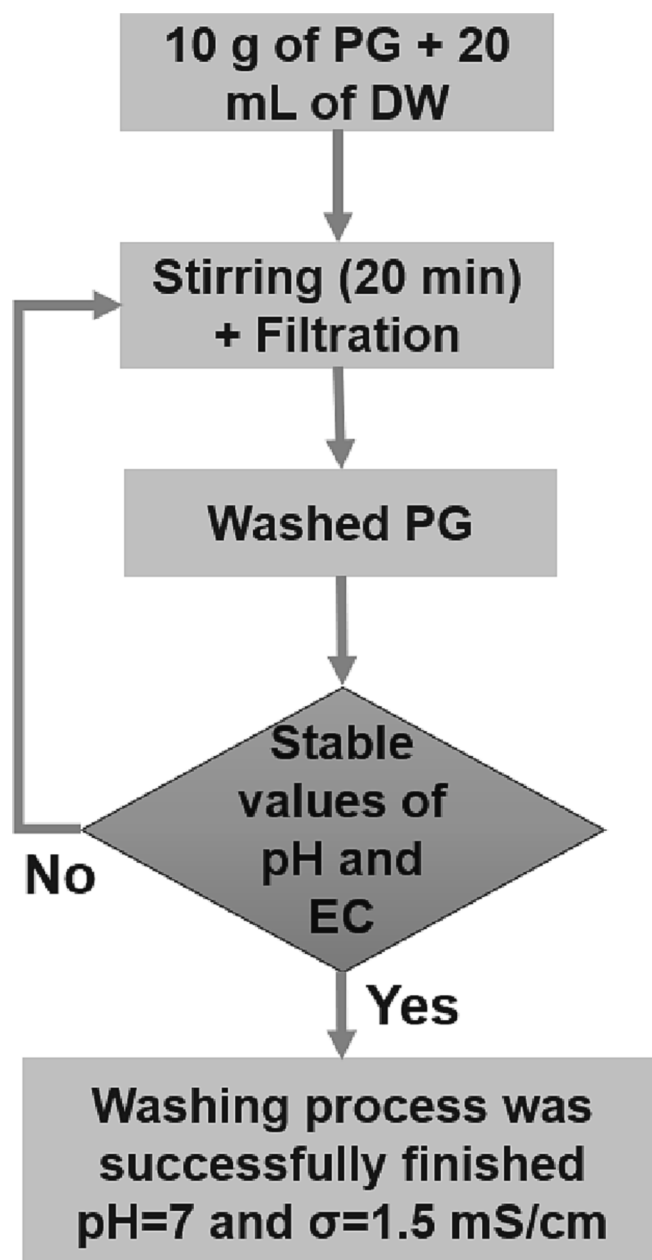 10 g of PG + 20
mL of DW
Stirring (20 min)
+ Filtration
Washed PG
Stable
values of
pH and
EC
No
Yes
Washing process was
successfully finished
pH=7 and σ=1.5 mS/cm